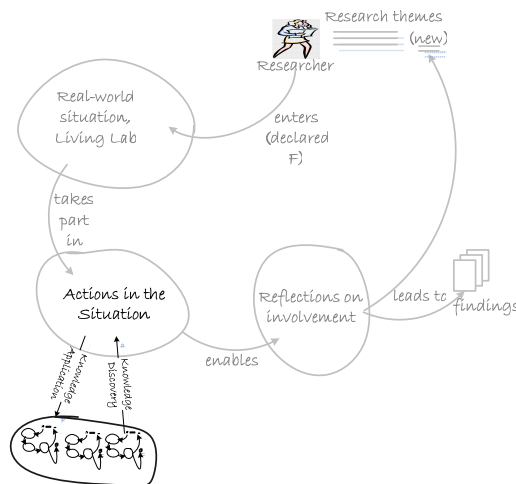 Research themes
(new)
Researcher
Real-world
situation,
Living Lab
enters
(declared
F)
takes
part
in
Actions in the
Situation
Reflections on
involvement
leads to
findings
enables
Knowledge
Application
Knowledge
Discovery